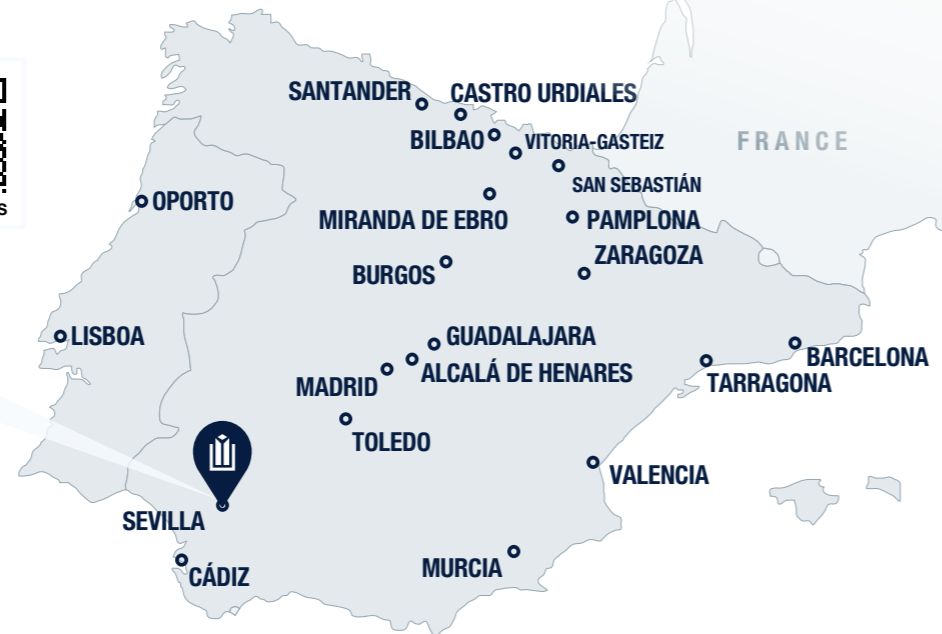 SANTANDER
CASTRO URDIALES
BILBAO
VITORIA-GASTEIZ
FRANCE
SAN SEBASTIÁN
OPORTO
MIRANDA DE EBRO
PAMPLONA
ZARAGOZA
BURGOS
LISBOA
GUADALAJARA
BARCELONA
ALCALÁ DE HENARES
MADRID
TARRAGONA
TOLEDO
VALENCIA
SEVILLA
MURCIA
CÁDIZ